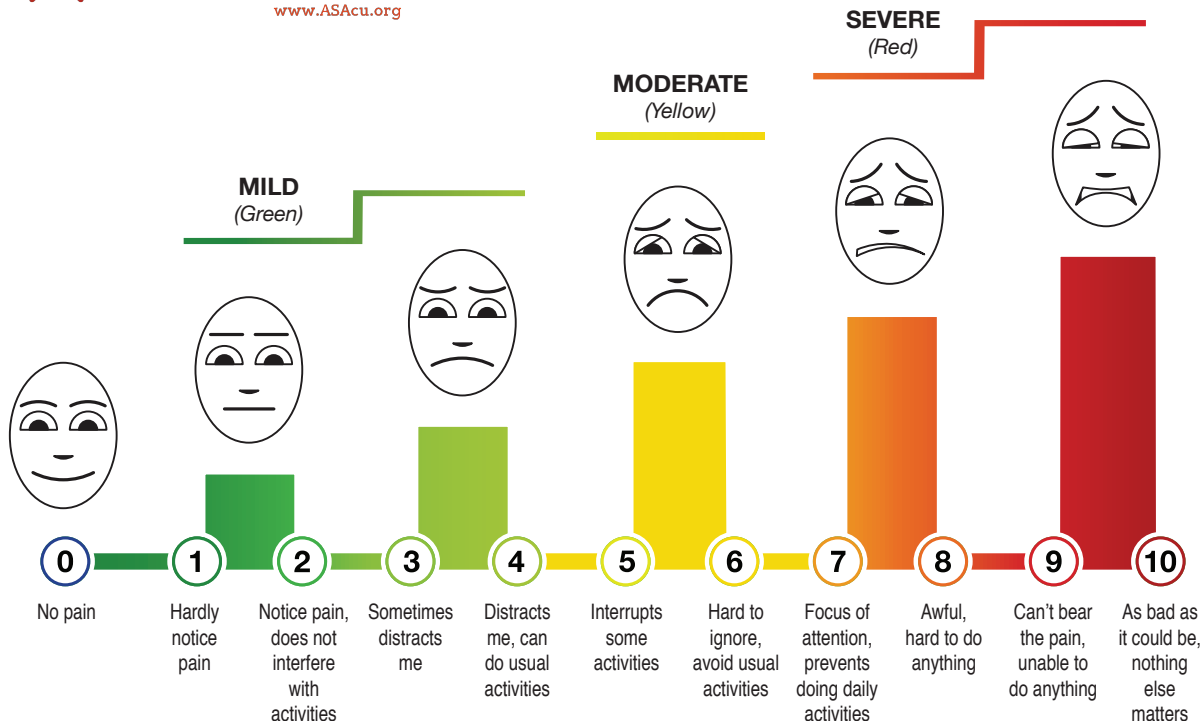 www.ASAcu.org
SEVERE
(Red)
MODERATE
(Yellow)
MILD
(Green)
0
1
2
3
4
5
6
7
8
9
10
No pain
Hardly
notice
pain
Notice pain,
does not
interfere
with
activities
Sometimes
distracts
me
Distracts
me, can
do usual
activities
Interrupts
some
activities
Hard to
ignore,
avoid usual
activities
Focus of
attention,
prevents
doing daily
activities
Awful,
hard to do
anything
Can't bear
the pain,
unable to
do anything
As bad as
it could be,
nothing
else
matters